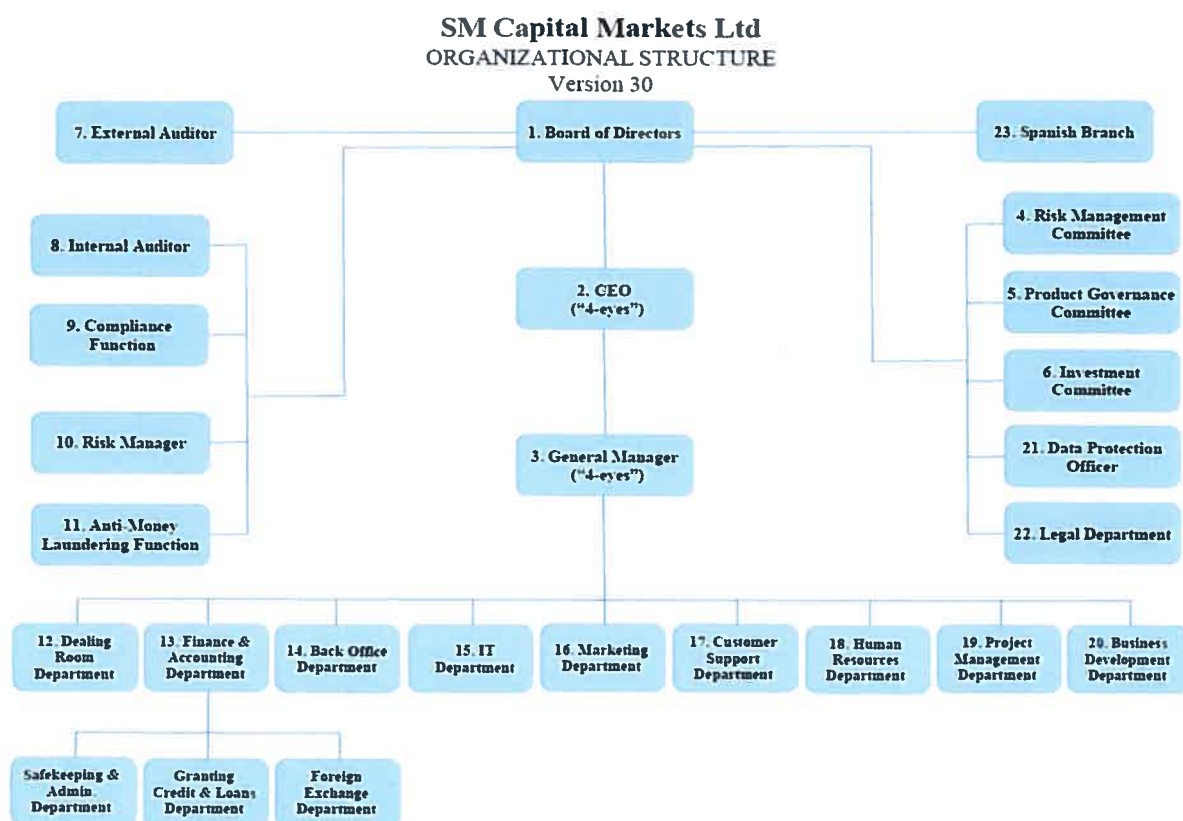 SM Capital Markets Ltd
ORGANIZATIONAL STRUCTURE
Version 30
7. External Auditor
1. Board of Directors
23. Spanish Branch
8. Internal Auditor
9. Compliance
Function
10. Risk Manager
11. Anti-Money
Laundering Function
2. CEO
("4-eyes")
3. General Manager
("4-eyes")
4. Risk Management
Committee
5. Product Governance
Committee
6. Investment
Committee
21. Data Protection
Officer
22. Legal Department
12. Dealing
Room
Department
13. Finance &
Accounting
Department
14. Back Office
Department
15. IT
Department
16. Marketing
Department
17. Customer
Support
Department
18. Human
Resources
Department
19. Project
Management
Department
20. Business
Development
Department
Safekeeping &
Admin.
Department
Granting
Credit & Loans
Department
Foreign
Exchange
Department